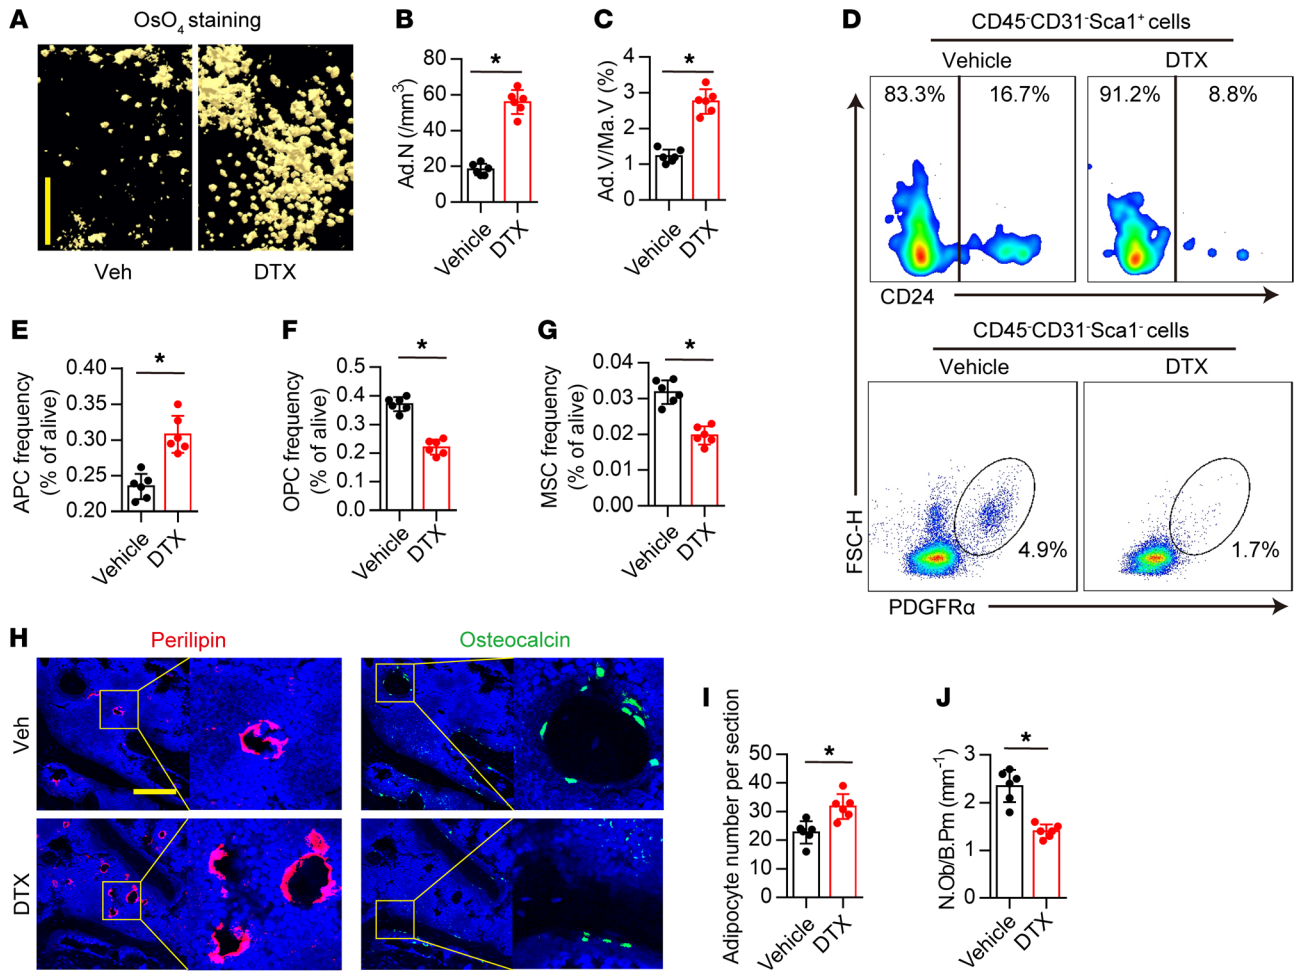 A
OsO4 staining
Veh
DTX
B
*
Ad.N (/mm3)
80
60
40
20
0
Vehicle
DTX
C
*
Ad.V/Ma.V (%)
4
3
2
1
0
Vehicle
DTX
D
CD45-CD31-Sca1+ cells
Vehicle
DTX
83.3%
16.7%
91.2%
8.8%
CD24
CD45-CD31-Sca1- cells
Vehicle
DTX
4.9%
1.7%
FSC-H
PDGFRα
E
*
APC frequency
(% of alive)
0.40
0.35
0.30
0.25
0.20
Vehicle
DTX
F
*
OPC frequency
(% of alive)
0.5
0.4
0.3
0.2
0.1
0.0
Vehicle
DTX
G
*
MSC frequency
(% of alive)
0.04
0.03
0.02
0.01
0.00
Vehicle
DTX
H
Perilipin
Osteocalcin
Veh
DTX
I
*
Adipocyte number per section
50
40
30
20
10
0
Vehicle
DTX
J
*
N.Ob/B.Pm (mm-1)
3
2
1
0
Vehicle
DTX